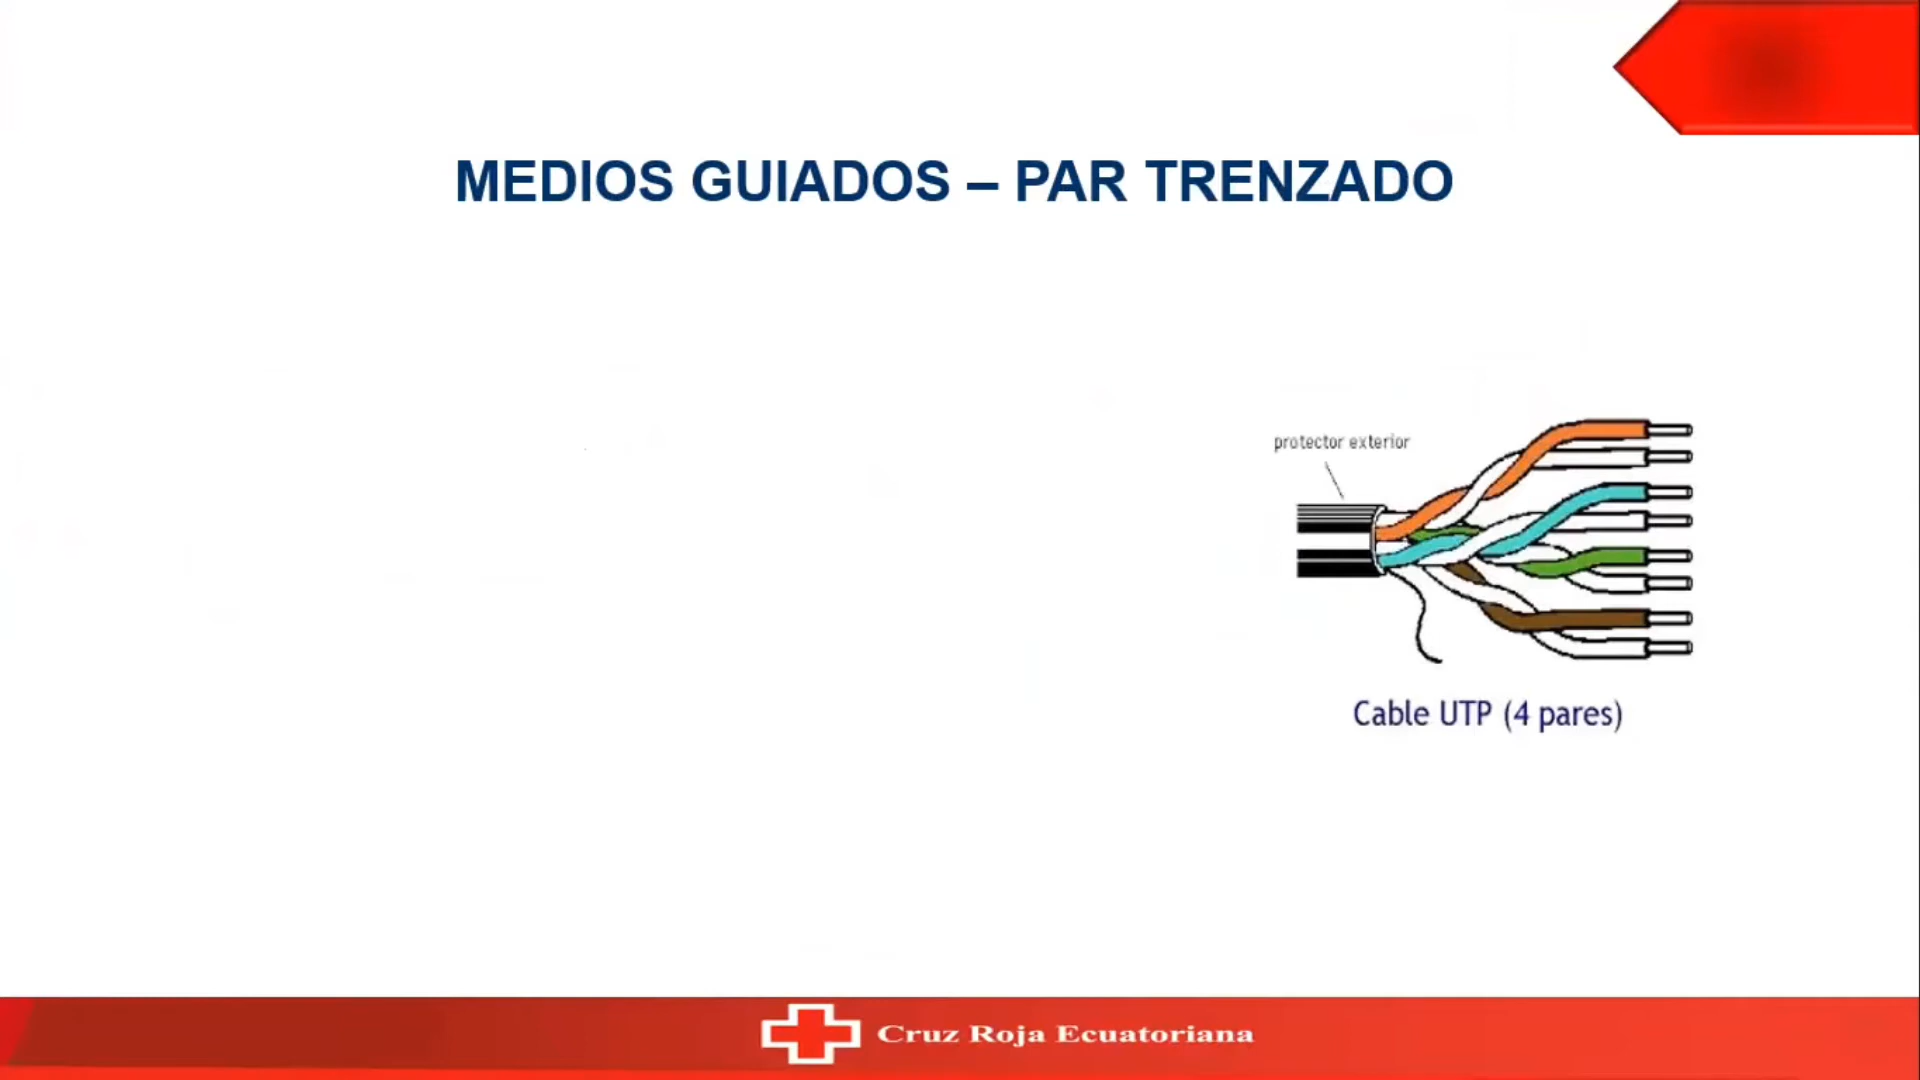 MEDIOS GUIADOS – PAR TRENZADO
protector exterior
Cable UTP (4 pares)
Cruz Roja Ecuatoriana